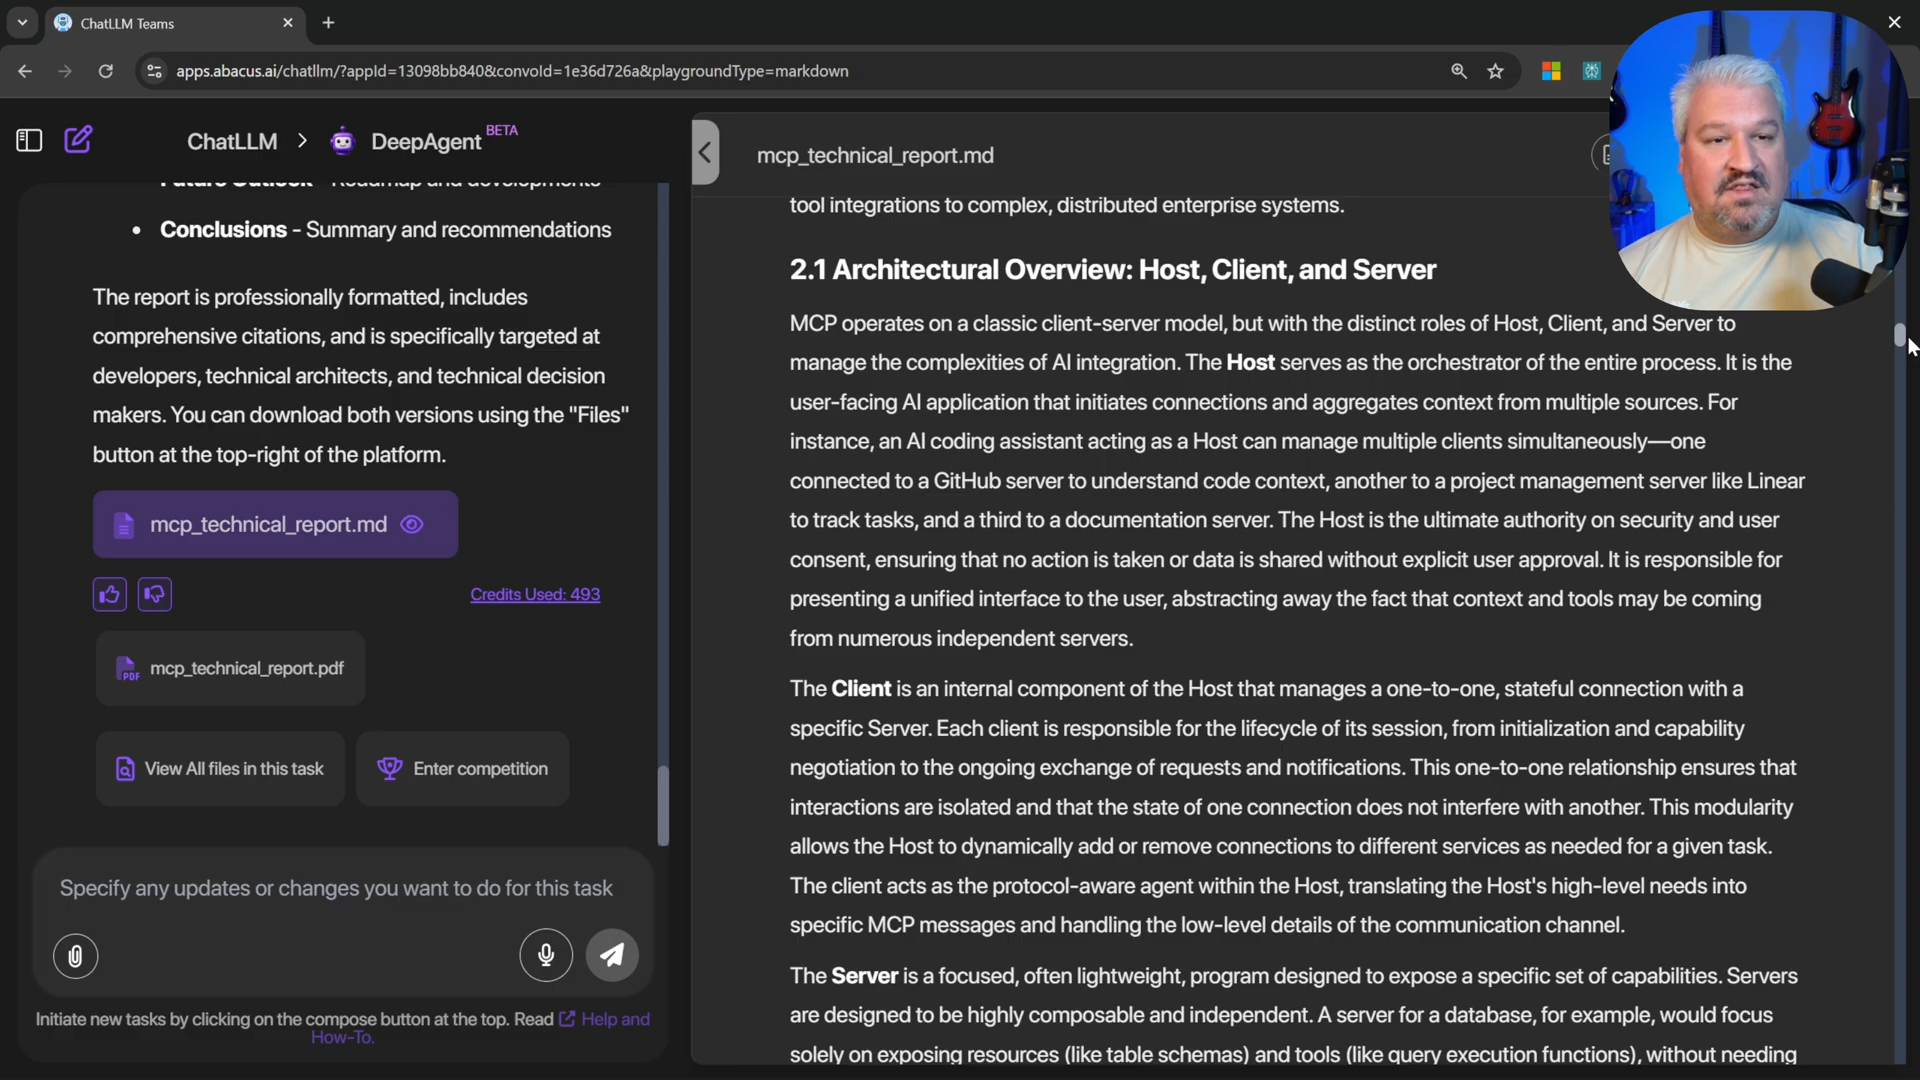 ChatLLM Teams
apps.abacus.ai/chatllm/?appId=13098bb840&convoId=1e36d726a&playgroundType=markdown
ChatLLM > DeepAgent BETA
Future Outlook - Roadmap and developments
• Conclusions - Summary and recommendations
The report is professionally formatted, includes
comprehensive citations, and is specifically targeted at
developers, technical architects, and technical decision
makers. You can download both versions using the "Files"
button at the top-right of the platform.
mcp_technical_report.md
Credits Used: 493
PDF mcp_technical_report.pdf
View All files in this task
Enter competition
Specify any updates or changes you want to do for this task
Initiate new tasks by clicking on the compose button at the top. Read Help and
How-To.
mcp_technical_report.md
tool integrations to complex, distributed enterprise systems.
2.1 Architectural Overview: Host, Client, and Server
MCP operates on a classic client-server model, but with the distinct roles of Host, Client, and Server to
manage the complexities of AI integration. The Host serves as the orchestrator of the entire process. It is the
user-facing AI application that initiates connections and aggregates context from multiple sources. For
instance, an AI coding assistant acting as a Host can manage multiple clients simultaneously—one
connected to a GitHub server to understand code context, another to a project management server like Linear
to track tasks, and a third to a documentation server. The Host is the ultimate authority on security and user
consent, ensuring that no action is taken or data is shared without explicit user approval. It is responsible for
presenting a unified interface to the user, abstracting away the fact that context and tools may be coming
from numerous independent servers.
The Client is an internal component of the Host that manages a one-to-one, stateful connection with a
specific Server. Each client is responsible for the lifecycle of its session, from initialization and capability
negotiation to the ongoing exchange of requests and notifications. This one-to-one relationship ensures that
interactions are isolated and that the state of one connection does not interfere with another. This modularity
allows the Host to dynamically add or remove connections to different services as needed for a given task.
The client acts as the protocol-aware agent within the Host, translating the Host's high-level needs into
specific MCP messages and handling the low-level details of the communication channel.
The Server is a focused, often lightweight, program designed to expose a specific set of capabilities. Servers
are designed to be highly composable and independent. A server for a database, for example, would focus
solely on exposing resources (like table schemas) and tools (like query execution functions), without needing